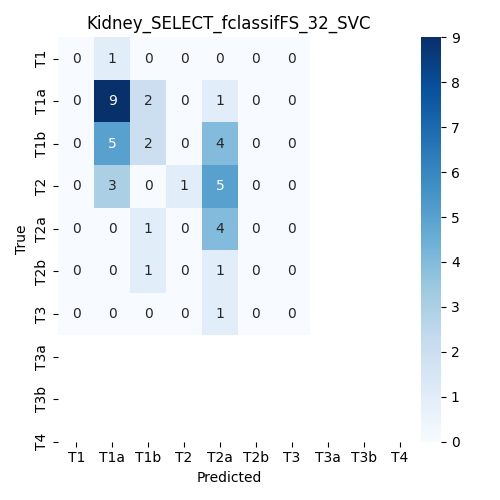 Kidney_SELECT_fclassifFS_32_SVC
True
T1 0 1 0 0 0 0 0
T1a 0 9 2 0 1 0 0
T1b 0 5 2 0 4 0 0
T2 0 3 0 1 5 0 0
T2a 0 0 1 0 4 0 0
T2b 0 0 1 0 1 0 0
T3 0 0 0 0 1 0 0
T3a
T3b
T4
T1 T1a T1b T2 T2a T2b T3 T3a T3b T4
Predicted
9
8
7
6
5
4
3
2
1
0